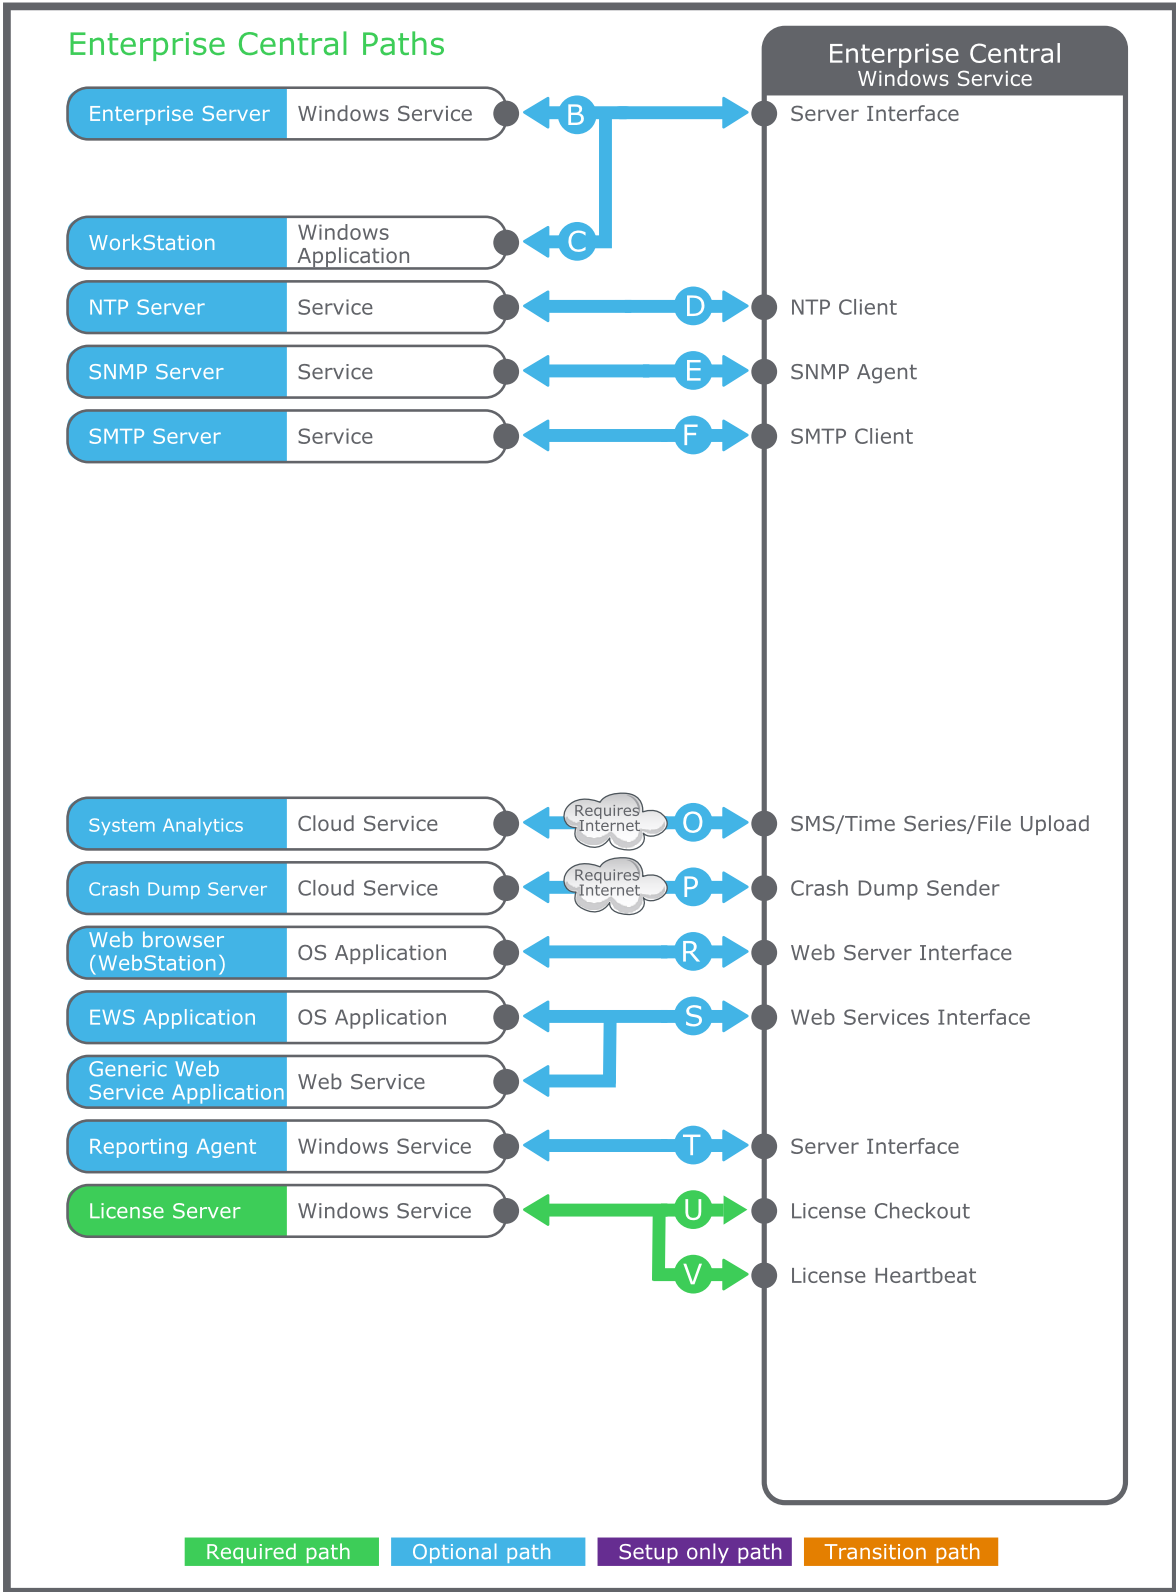 Enterprise Central Paths
Enterprise Central
Windows Service
Enterprise Server
Windows Service
B
Server Interface
WorkStation
Windows
Application
C
NTP Server
Service
D
NTP Client
SNMP Server
Service
E
SNMP Agent
SMTP Server
Service
F
SMTP Client
System Analytics
Cloud Service
Requires
Internet
O
SMS/Time Series/File Upload
Crash Dump Server
Cloud Service
Requires
Internet
P
Crash Dump Sender
Web browser
(WebStation)
OS Application
R
Web Server Interface
EWS Application
OS Application
S
Web Services Interface
Generic Web
Service Application
Web Service
Reporting Agent
Windows Service
T
Server Interface
License Server
Windows Service
U
License Checkout
V
License Heartbeat
Required path
Optional path
Setup only path
Transition path